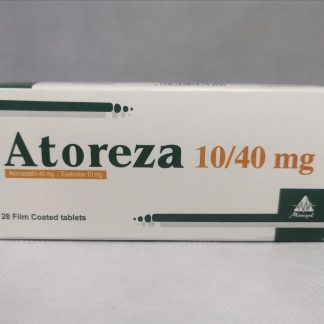 Atoreza 10/40 mg
Atorvastatin 40 mg... Ezetimibe 10 mg
28 Film Coated tablets